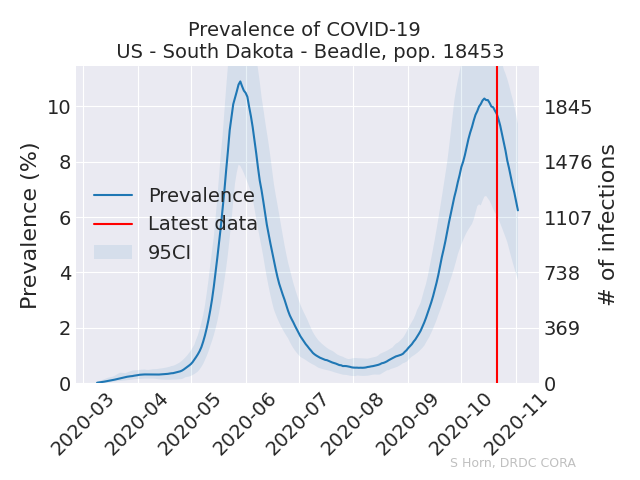 Prevalence of COVID-19
US - South Dakota - Beadle, pop. 18453
Prevalence (%)
10
8
6
4
2
0
Prevalence
Latest data
95CI
1845
1476
1107
738
369
0
# of infections
2020-03
2020-04
2020-05
2020-06
2020-07
2020-08
2020-09
2020-10
2020-11
S Horn, DRDC CORA